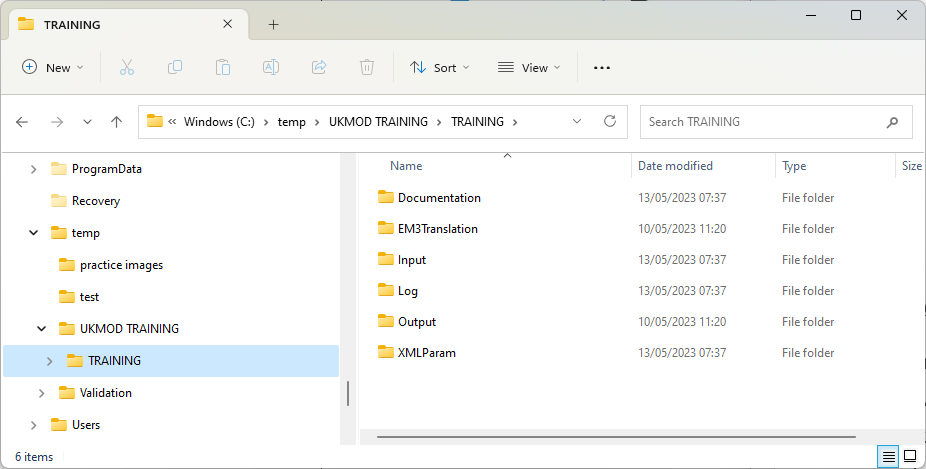 TRAINING
New Sort View
Windows (C:) temp UKMOD TRAINING TRAINING Search TRAINING
ProgramData
Recovery
temp
practice images
test
UKMOD TRAINING
TRAINING
Validation
Users
Name Date modified Type Size
Documentation 13/05/2023 07:37 File folder
EM3Translation 10/05/2023 11:20 File folder
Input 13/05/2023 07:37 File folder
Log 13/05/2023 07:37 File folder
Output 10/05/2023 11:20 File folder
XMLParam 13/05/2023 07:37 File folder
6 items